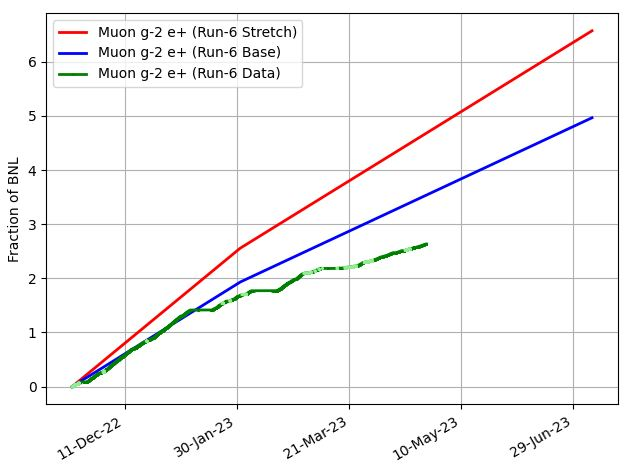 Muon g-2 e+ (Run-6 Stretch)
Muon g-2 e+ (Run-6 Base)
Muon g-2 e+ (Run-6 Data)
Fraction of BNL
6
5
4
3
2
1
0
11-Dec-22
30-Jan-23
21-Mar-23
10-May-23
29-Jun-23